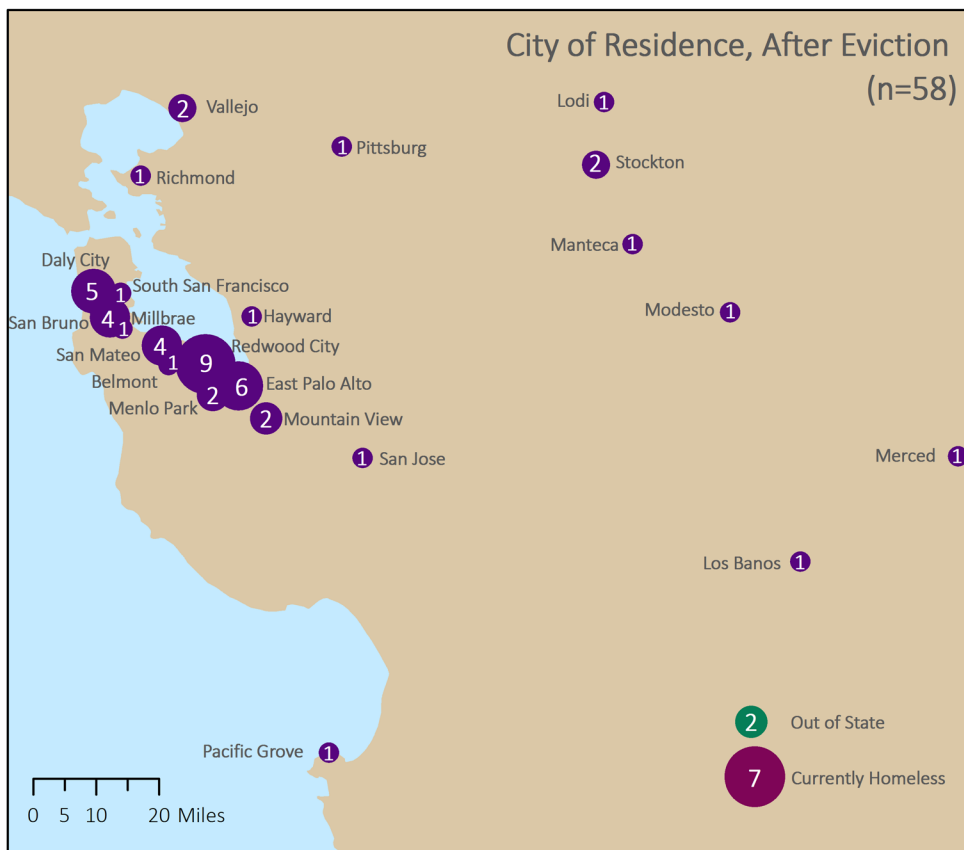 City of Residence, After Eviction
(n=58)
2 Vallejo
Lodi 1
1 Pittsburg
2 Stockton
1 Richmond
Manteca 1
Daly City
5
1 South San Francisco
San Bruno 4 Millbrae
1
1 Hayward
Modesto 1
San Mateo 4
9 Redwood City
Belmont 1
6 East Palo Alto
Menlo Park 2
2 Mountain View
1 San Jose
Merced 1
Los Banos 1
2 Out of State
Pacific Grove 1
7 Currently Homeless
0 5 10 20 Miles